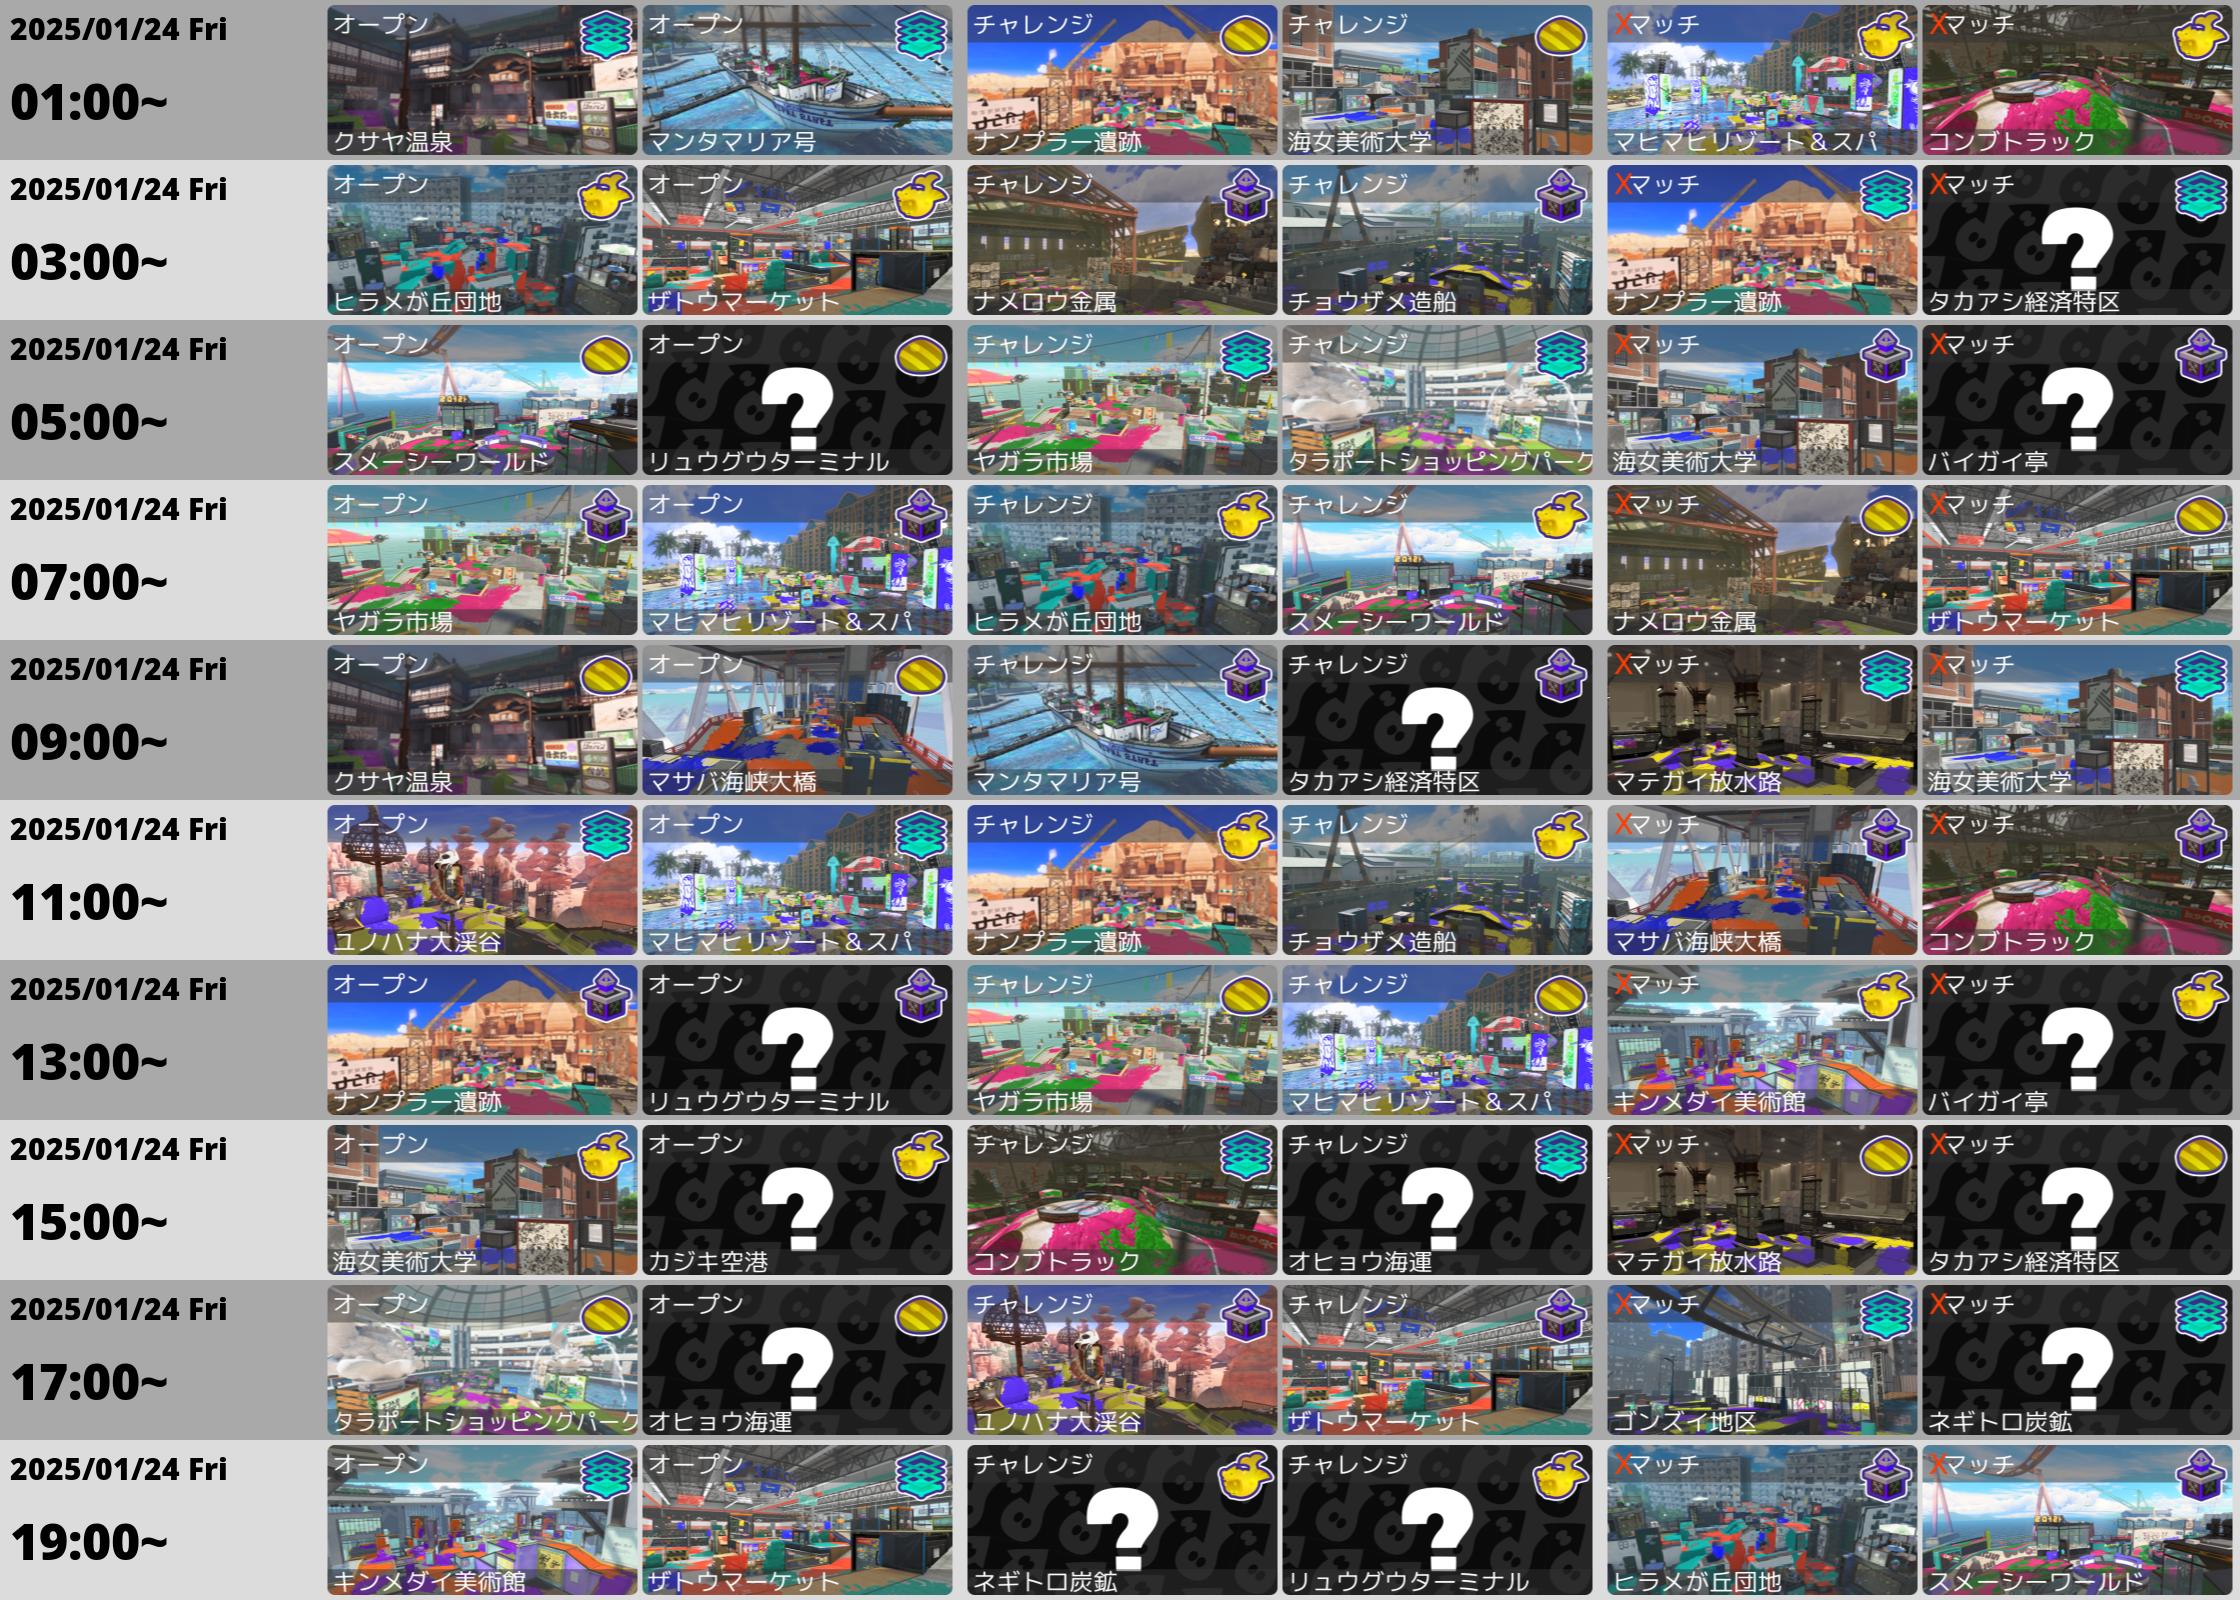 2025/01/24 Fri
01:00~
オープン
クサヤ温泉
オープン
マンタマリア号
チャレンジ
ナンプラー遺跡
チャレンジ
海女美術大学
Xマッチ
マヒマヒリゾート&スパ
Xマッチ
コンブトラック
2025/01/24 Fri
03:00~
オープン
ヒラメが丘団地
オープン
ザトウマーケット
チャレンジ
ナメロウ金属
チャレンジ
チョウザメ造船
Xマッチ
ナンプラー遺跡
Xマッチ
?
タカアシ経済特区
2025/01/24 Fri
05:00~
オープン
スメーシーワールド
オープン
?
リュウグウターミナル
チャレンジ
ヤガラ市場
チャレンジ
タラポートショッピングパーク
Xマッチ
海女美術大学
Xマッチ
?
バイガイ亭
2025/01/24 Fri
07:00~
オープン
ヤガラ市場
オープン
マヒマヒリゾート&スパ
チャレンジ
ヒラメが丘団地
チャレンジ
スメーシーワールド
Xマッチ
ナメロウ金属
Xマッチ
ザトウマーケット
2025/01/24 Fri
09:00~
オープン
クサヤ温泉
オープン
マサバ海峡大橋
チャレンジ
マンタマリア号
チャレンジ
?
タカアシ経済特区
Xマッチ
マテガイ放水路
Xマッチ
海女美術大学
2025/01/24 Fri
11:00~
オープン
ユノハナ大渓谷
オープン
マヒマヒリゾート&スパ
チャレンジ
ナンプラー遺跡
チャレンジ
チョウザメ造船
Xマッチ
マサバ海峡大橋
Xマッチ
コンブトラック
2025/01/24 Fri
13:00~
オープン
ナンプラー遺跡
オープン
?
リュウグウターミナル
チャレンジ
ヤガラ市場
チャレンジ
マヒマヒリゾート&スパ
Xマッチ
キンメダイ美術館
Xマッチ
?
バイガイ亭
2025/01/24 Fri
15:00~
オープン
海女美術大学
オープン
?
カジキ空港
チャレンジ
コンブトラック
チャレンジ
?
オヒョウ海運
Xマッチ
マテガイ放水路
Xマッチ
?
タカアシ経済特区
2025/01/24 Fri
17:00~
オープン
タラポートショッピングパーク
オープン
?
オヒョウ海運
チャレンジ
ユノハナ大渓谷
チャレンジ
ザトウマーケット
Xマッチ
ゴンズイ地区
Xマッチ
?
ネギトロ炭鉱
2025/01/24 Fri
19:00~
オープン
キンメダイ美術館
オープン
ザトウマーケット
チャレンジ
?
ネギトロ炭鉱
チャレンジ
?
リュウグウターミナル
Xマッチ
ヒラメが丘団地
Xマッチ
スメーシーワールド